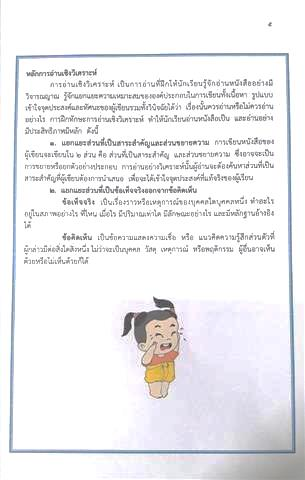 ๕
หลักการอ่านเชิงวิเคราะห์
การอ่านเชิงวิเคราะห์ เป็นการอ่านที่ฝึกให้นักเรียนรู้จักอ่านหนังสืออย่างมี
วิจารณญาณ รู้จักแยกแยะความเหมาะสมขององค์ประกอบในการเขียนทั้งเนื้อหา รูปแบบ
เข้าใจจุดประสงค์และทัศนะของผู้เขียนรวมทั้งวินิจฉัยได้ว่า เรื่องนั้นควรอ่านหรือไม่ควรอ่าน
อย่างไร การฝึกทักษะการอ่านเชิงวิเคราะห์ ทำให้นักเรียนอ่านหนังสือเป็น และอ่านอย่าง
มีประสิทธิภาพมีหลัก ดังนี้
๑. แยกแยะส่วนที่เป็นสาระสำคัญและส่วนขยายความ การเขียนหนังสือของ
ผู้เขียนจะเขียนใน ๒ ส่วน คือ ส่วนที่เป็นสาระสำคัญ และส่วนขยายความ ซึ่งอาจจะเป็น
การขยายหรือยกตัวอย่างประกอบ การอ่านอย่างวิเคราะห์นั้นผู้อ่านจะต้องค้นหาส่วนที่เป็น
สาระสำคัญที่ผู้เขียนต้องการนำเสนอ เพื่อจะได้เข้าใจจุดประสงค์ที่แท้จริงของผู้เขียน
๒. แยกแยะส่วนที่เป็นข้อเท็จจริงออกจากข้อคิดเห็น
ข้อเท็จจริง เป็นเรื่องราวหรือเหตุการณ์ของบุคคลใดบุคคลหนึ่ง ทำอะไร
อยู่ในสภาพอย่างไร ที่ไหน เมื่อไร มีปริมาณเท่าใด มีลักษณะอย่างไร และมีหลักฐานอ้างอิง
ได้
ข้อคิดเห็น เป็นข้อความแสดงความเชื่อ หรือ แนวคิดความรู้สึกส่วนตัวที่
ผู้กล่าวมีต่อสิ่งใดสิ่งหนึ่ง ไม่ว่าจะเป็นบุคคล วัตถุ เหตุการณ์ หรือพฤติกรรม ผู้อื่นอาจเห็น
ด้วยหรือไม่เห็นด้วยก็ได้